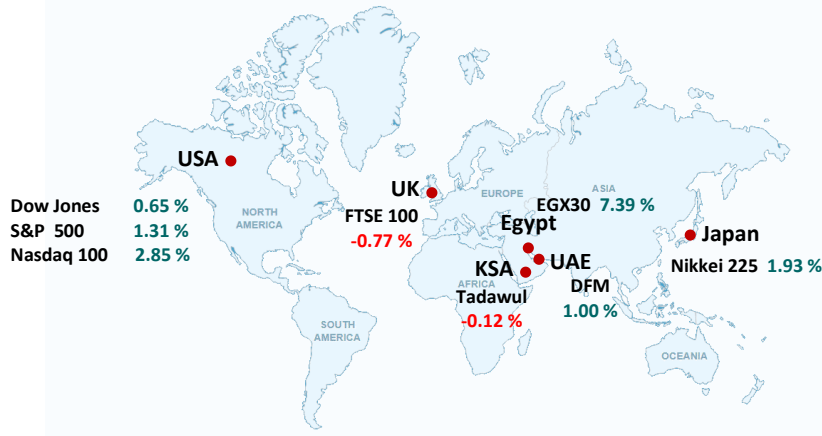 USA
Dow Jones 0.65 %
S&P 500 1.31 %
Nasdaq 100 2.85 %
NORTH
AMERICA
SOUTH
AMERICA
UK
FTSE 100
-0.77 %
EUROPE
ASIA
EGX30 7.39 %
Egypt
KSA
AFRICA
Tadawul
-0.12 %
UAE
DFM
1.00 %
Japan
Nikkei 225 1.93 %
OCEANIA